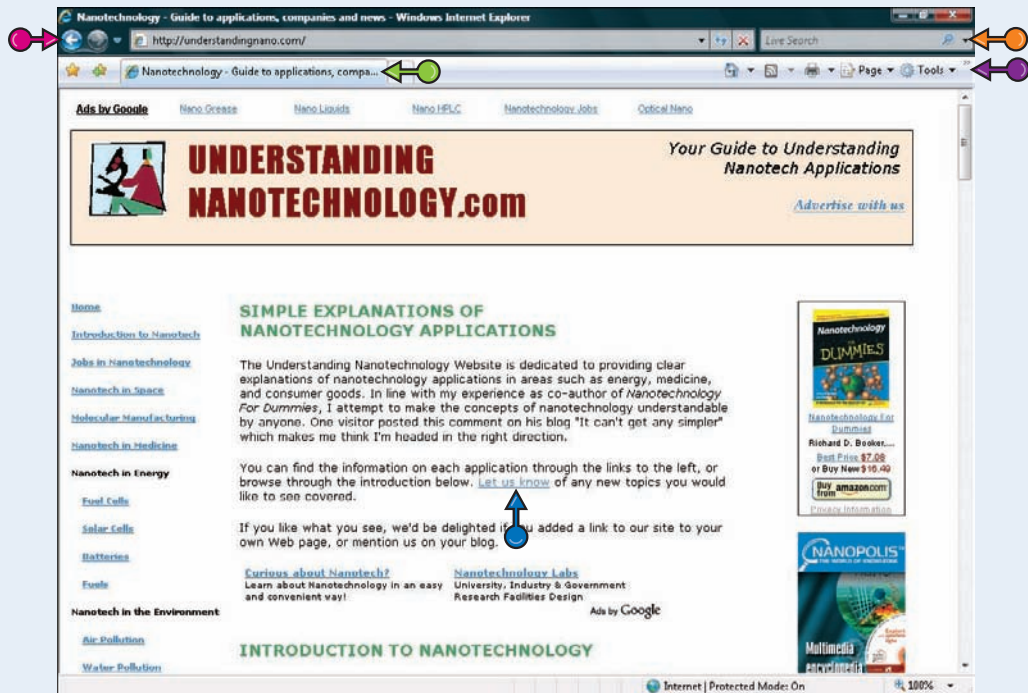 Nanotechnology - Guide to applications, companies and news - Windows Internet Explorer
http://understandingnano.com/
Live Search
Nanotechnology - Guide to applications, compa...
Page
Tools
Ads by Google
Nano Grease
Nano Liquids
Nano HPLC
Nanotechnology Jobs
Optical Nano
UNDERSTANDING
NANOTECHNOLOGY.com
Your Guide to Understanding
Nanotech Applications
Advertise with us
Home
Introduction to Nanotech
Jobs in Nanotechnology
Nanotech in Space
Molecular Manufacturing
Nanotech in Medicine
Nanotech in Energy
Fuel Cells
Solar Cells
Batteries
Fuels
Nanotech in the Environment
Air Pollution
Water Pollution
SIMPLE EXPLANATIONS OF
NANOTECHNOLOGY APPLICATIONS
The Understanding Nanotechnology Website is dedicated to providing clear
explanations of nanotechnology applications in areas such as energy, medicine,
and consumer goods. In line with my experience as co-author of Nanotechnology
For Dummies, I attempt to make the concepts of nanotechnology understandable
by anyone. One visitor posted this comment on his blog "It can't get any simpler"
which makes me think I'm headed in the right direction.
You can find the information on each application through the links to the left, or
browse through the introduction below. Let us know of any new topics you would
like to see covered.
If you like what you see, we'd be delighted if you added a link to our site to your
own Web page, or mention us on your blog.
Curious about Nanotech?
Learn about Nanotechnology in an easy
and convenient way!
Nanotechnology Labs
University, Industry & Government
Research Facilities Design
Ads by Google
INTRODUCTION TO NANOTECHNOLOGY
Nanotechnology
FOR
DUMMIES
Nanotechnology For
Dummies
Richard D. Booker,...
Best Price $7.08
or Buy New $16.49
Buy from amazon.com
Privacy Information
NANOPOLIS
THE WORLD OF KNOWLEDGE
Multimedia
encyclopedia
Internet | Protected Mode: On
100%